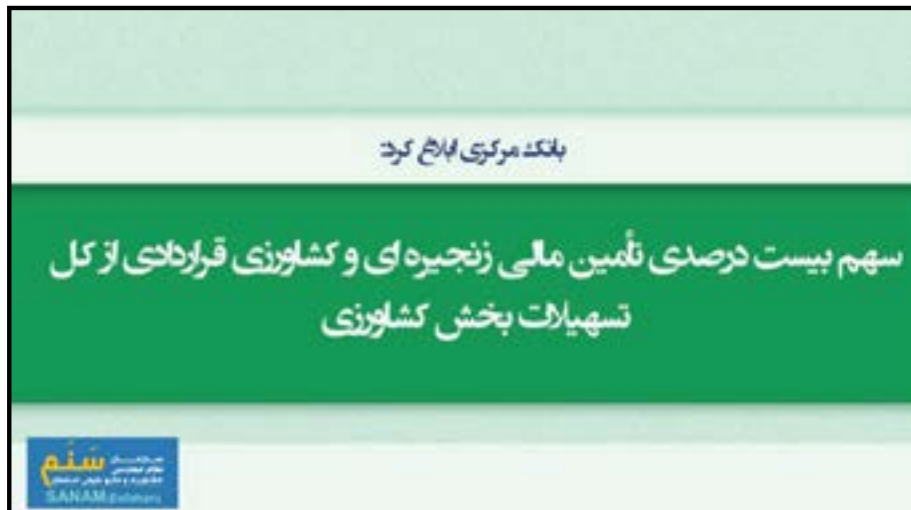 بانک مرکزی ابلاغ کرد:
سهم بیست درصدی تأمین مالی زنجیره ای و کشاورزی قراردادی از کل
تسهیلات بخش کشاورزی
سَنَم
SANAM